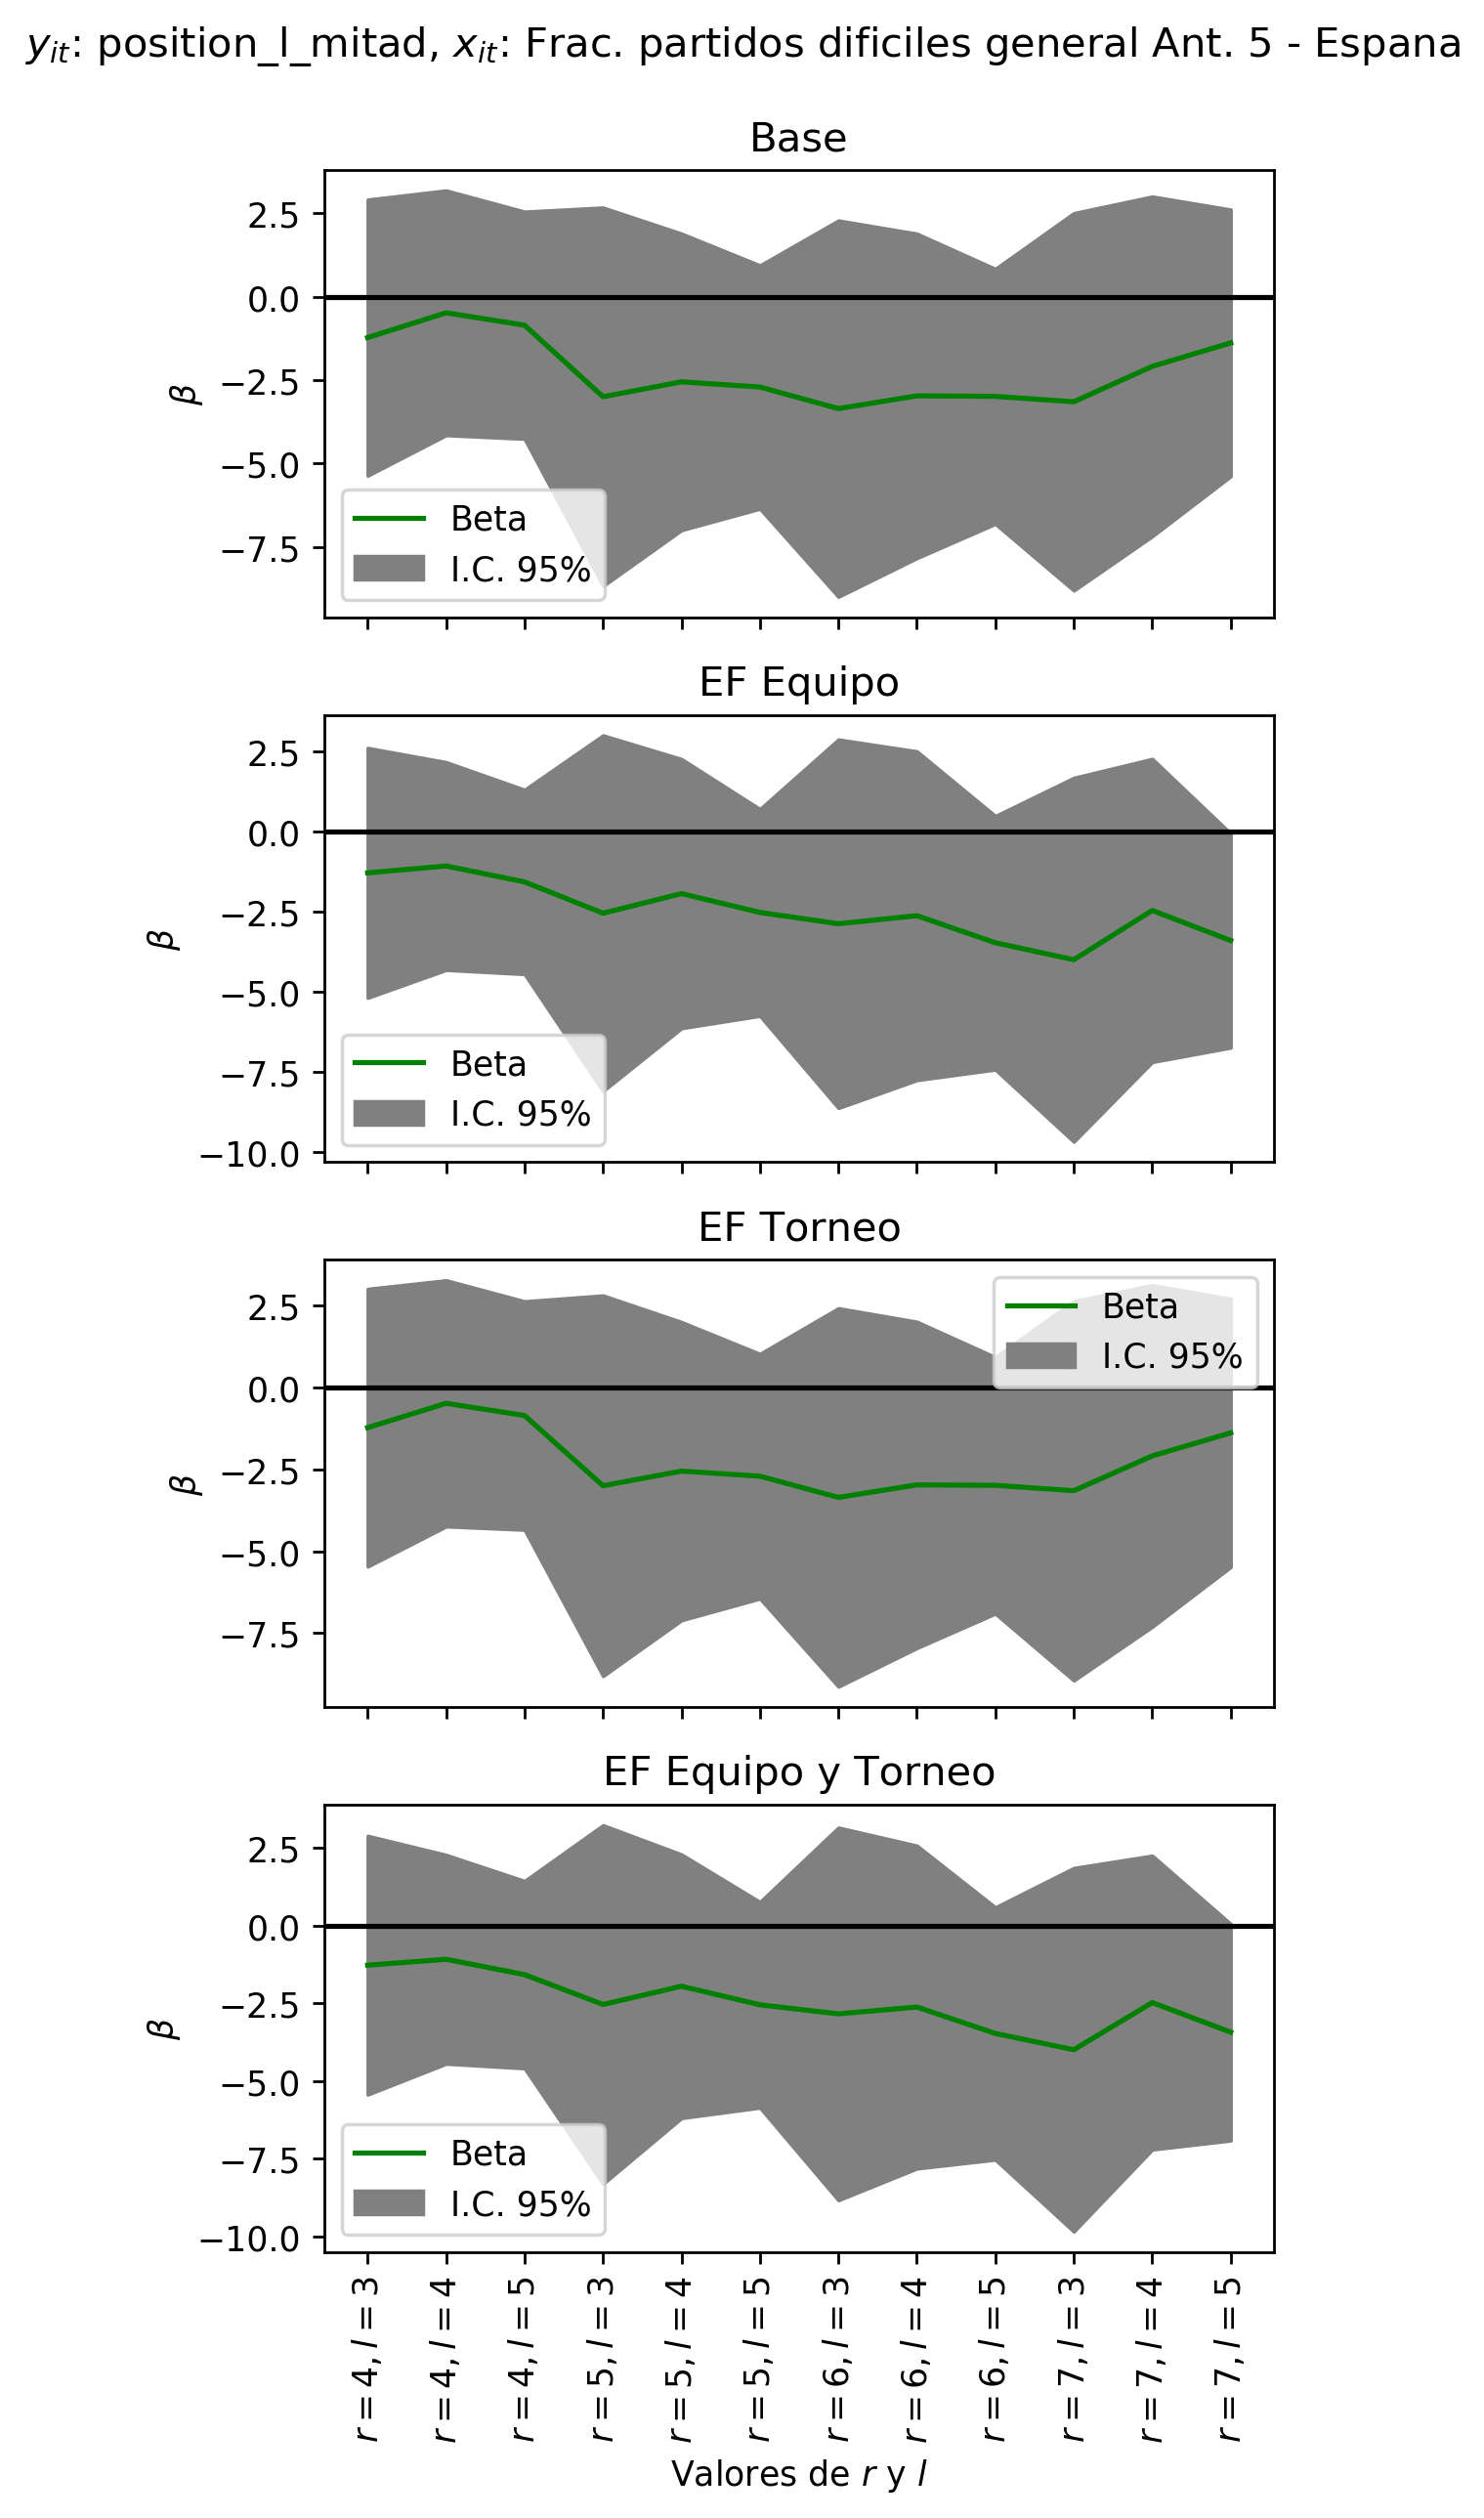 y_it: position_l_mitad, x_it: Frac. partidos dificiles general Ant. 5 - Espana
Base
2.5
0.0
−2.5
−5.0
−7.5
β
Beta
I.C. 95%
EF Equipo
2.5
0.0
−2.5
−5.0
−7.5
−10.0
β
Beta
I.C. 95%
EF Torneo
2.5
0.0
−2.5
−5.0
−7.5
β
Beta
I.C. 95%
EF Equipo y Torneo
2.5
0.0
−2.5
−5.0
−7.5
−10.0
β
Beta
I.C. 95%
r = 4, l = 3
r = 4, l = 4
r = 4, l = 5
r = 5, l = 3
r = 5, l = 4
r = 5, l = 5
r = 6, l = 3
r = 6, l = 4
r = 6, l = 5
r = 7, l = 3
r = 7, l = 4
r = 7, l = 5
Valores de r y l